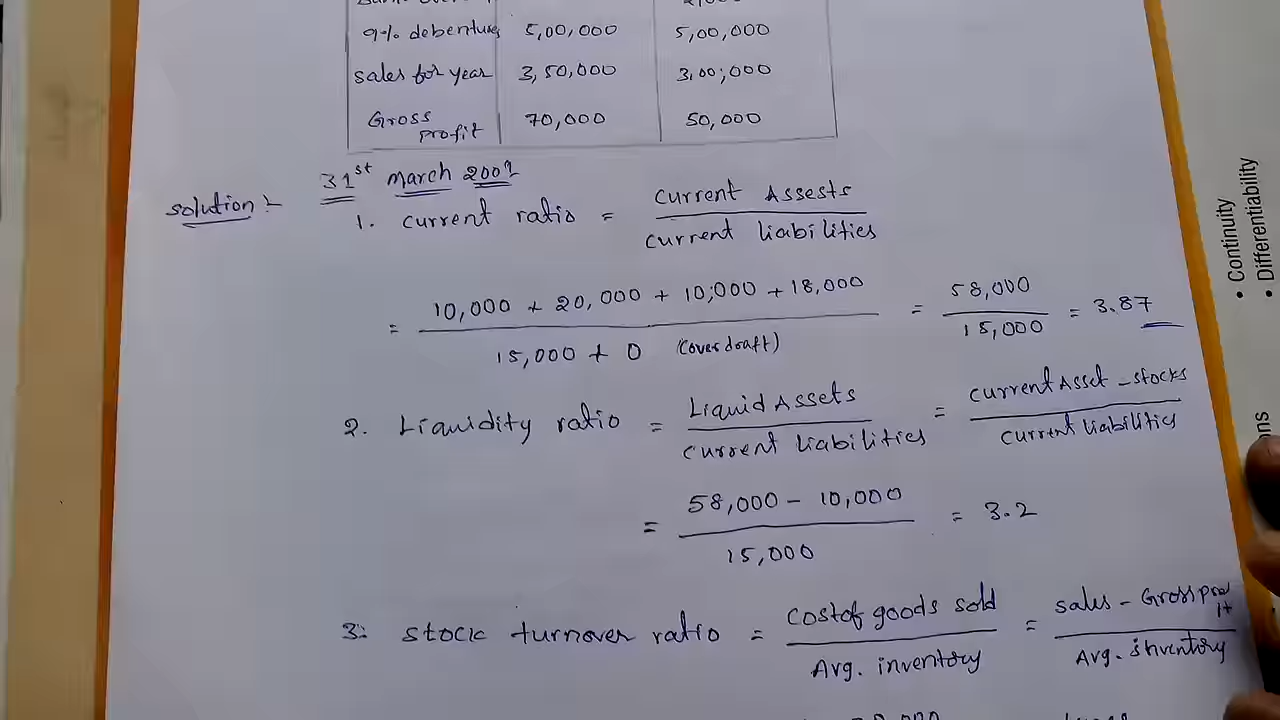 9% debentures 5,00,000 5,00,000
Sales for year 3,50,000 3,00,000
Gross profit 70,000 50,000
Solution :- 31st March 2009
1. Current ratio = Current Assests / Current liabilities
= 10,000 + 20,000 + 10,000 + 18,000 / 15,000 + 0 (Overdraft) = 58,000 / 15,000 = 3.87
2. Liquidity ratio = Liquid Assets / Current liabilities = Current Asset - stocks / Current liabilities
= 58,000 - 10,000 / 15,000 = 3.2
3. Stock turnover ratio = Cost of goods sold / Avg. inventory = Sales - Gross profit / Avg. inventory
• Continuity
• Differentiability